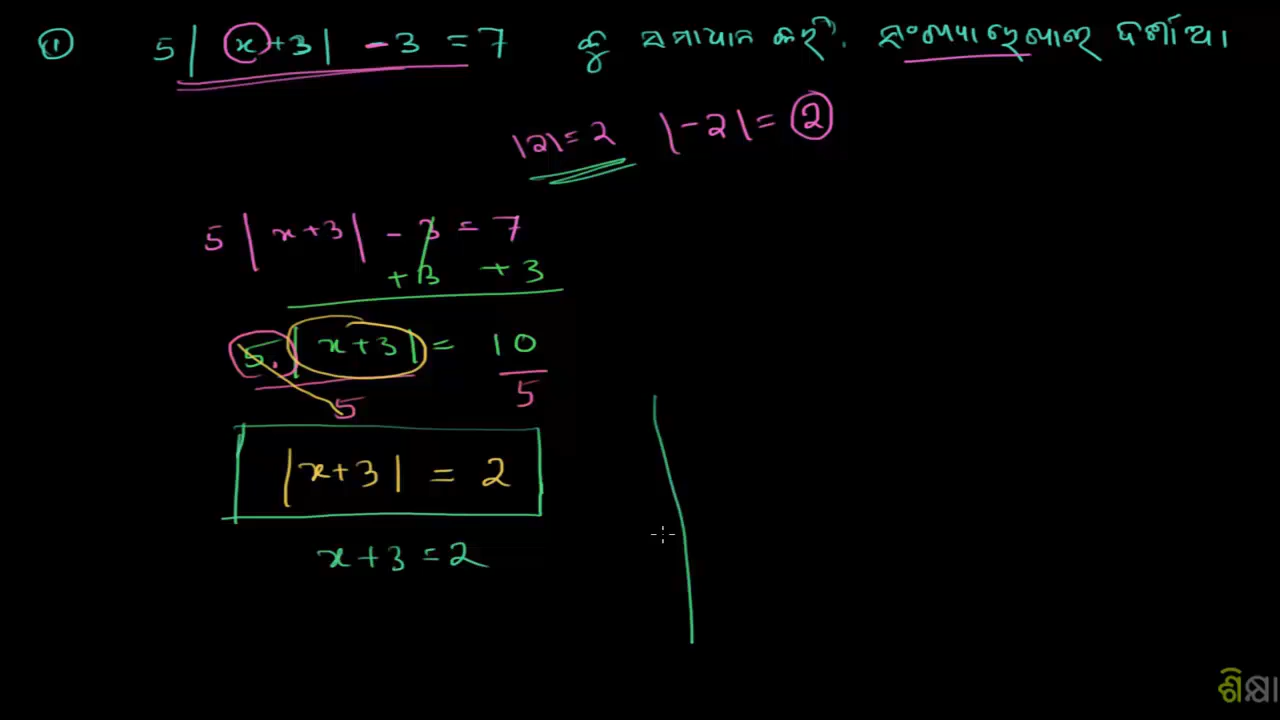 ① 5|x+3| - 3 = 7 କୁ ସମାଧାନ କରି. ସଂଖ୍ୟାରେଖାରେ ଦର୍ଶାଅ।
|2| = 2 |-2| = 2
5|x+3| - 3 = 7
+3 +3
5.|x+3| = 10
5 5
|x+3| = 2
x+3 = 2
ଶିକ୍ଷା